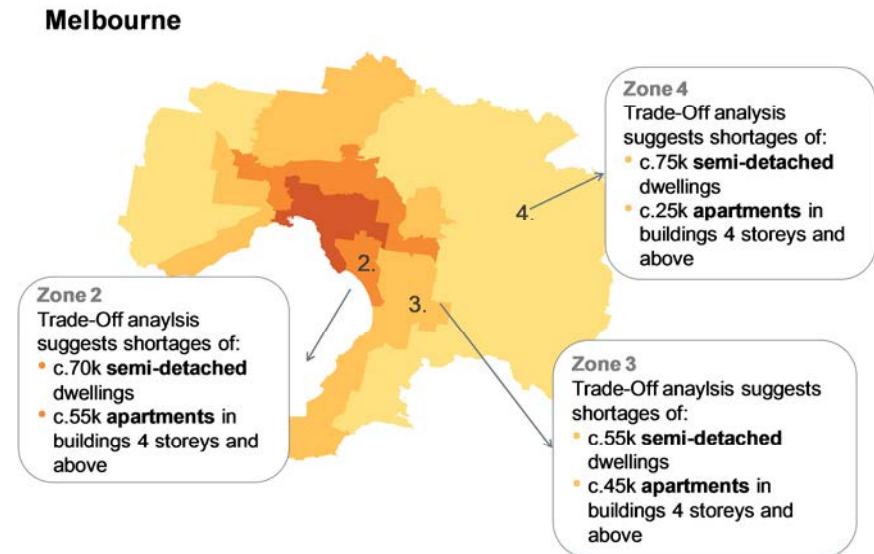 Melbourne
Zone 4
Trade-Off analysis
suggests shortages of:
• c.75k semi-detached
dwellings
• c.25k apartments in
buildings 4 storeys and
above
4.
2.
3.
Zone 2
Trade-Off anaylsis
suggests shortages of:
• c.70k semi-detached
dwellings
• c.55k apartments in
buildings 4 storeys and
above
Zone 3
Trade-Off anaylsis suggests
shortages of:
• c.55k semi-detached
dwellings
• c.45k apartments in
buildings 4 storeys and
above